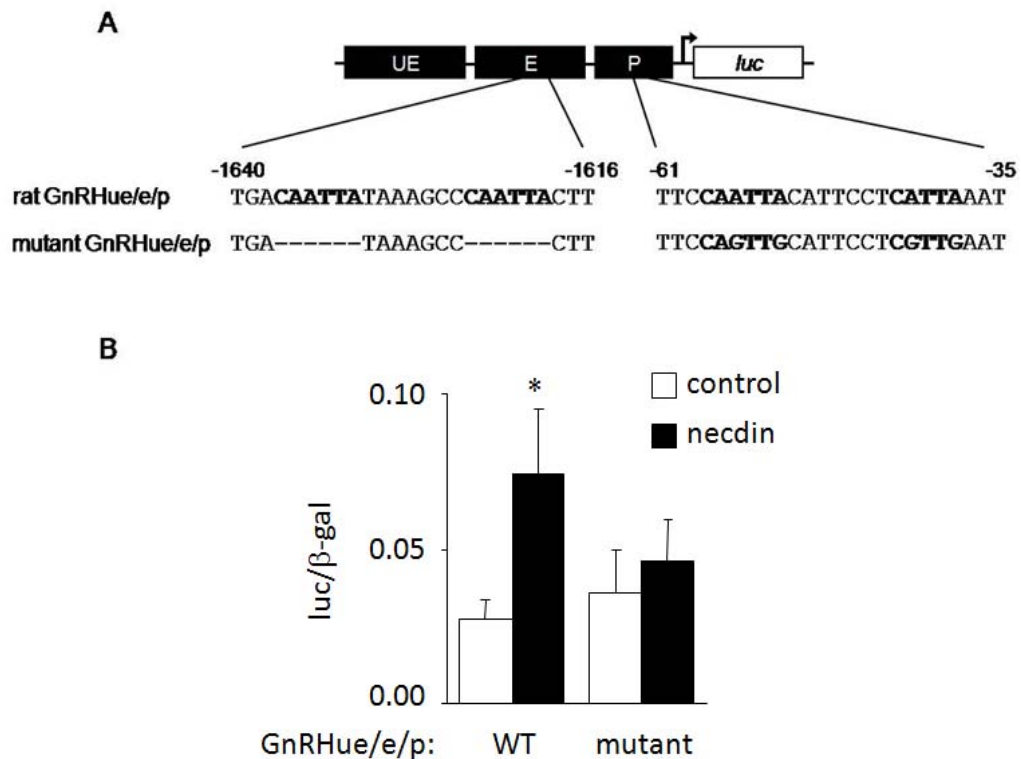 A
UE E P luc
-1640 -1616 -61 -35
rat GnRHue/e/p TGACAATTATAAAGCCCAATTACTT TTCCAATTACATTCCTCATTAAAT
mutant GnRHue/e/p TGA------TAAAGCC------CTT TTCCAGTTGCATTCCTCGTTGAAT
B
*
control
necdin
0.10
0.05
0.00
luc/β-gal
GnRHue/e/p: WT mutant